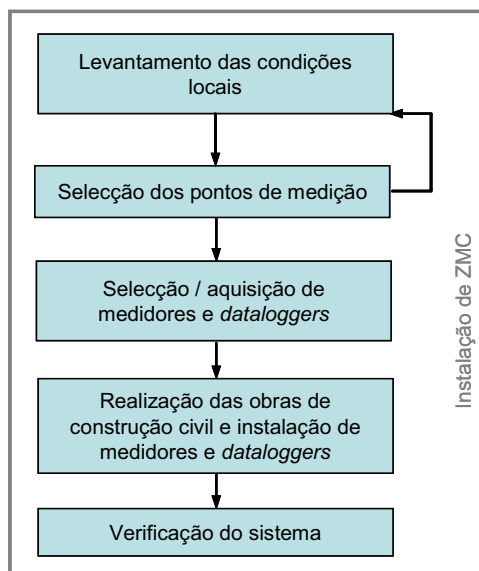 Levantamento das condições
locais
Selecção dos pontos de medição
Selecção / aquisição de
medidores e dataloggers
Realização das obras de
construção civil e instalação de
medidores e dataloggers
Verificação do sistema
Instalação de ZMC